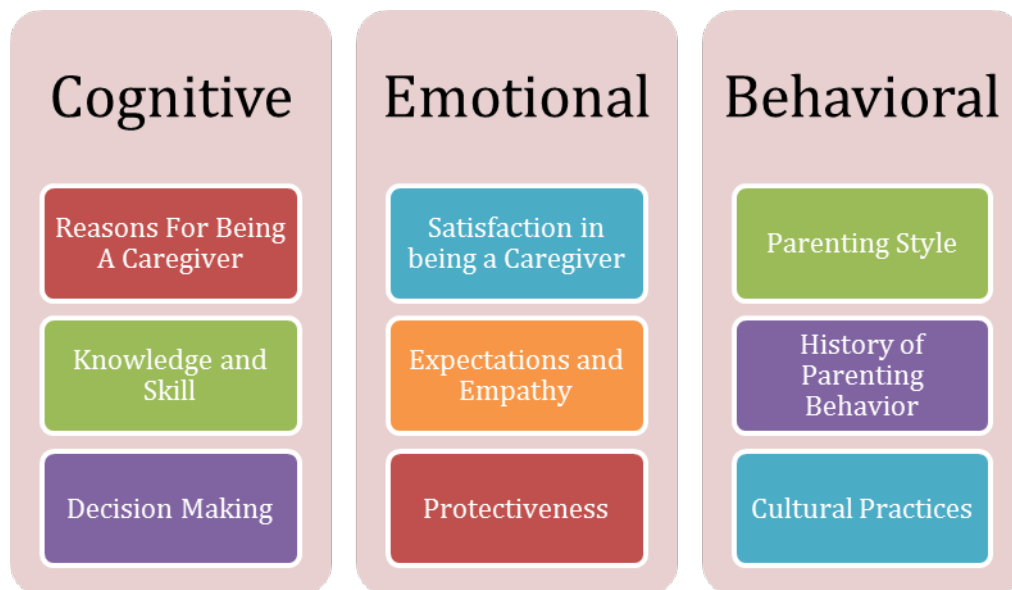 Cognitive
Reasons For Being
A Caregiver
Knowledge and
Skill
Decision Making
Emotional
Satisfaction in
being a Caregiver
Expectations and
Empathy
Protectiveness
Behavioral
Parenting Style
History of
Parenting
Behavior
Cultural Practices